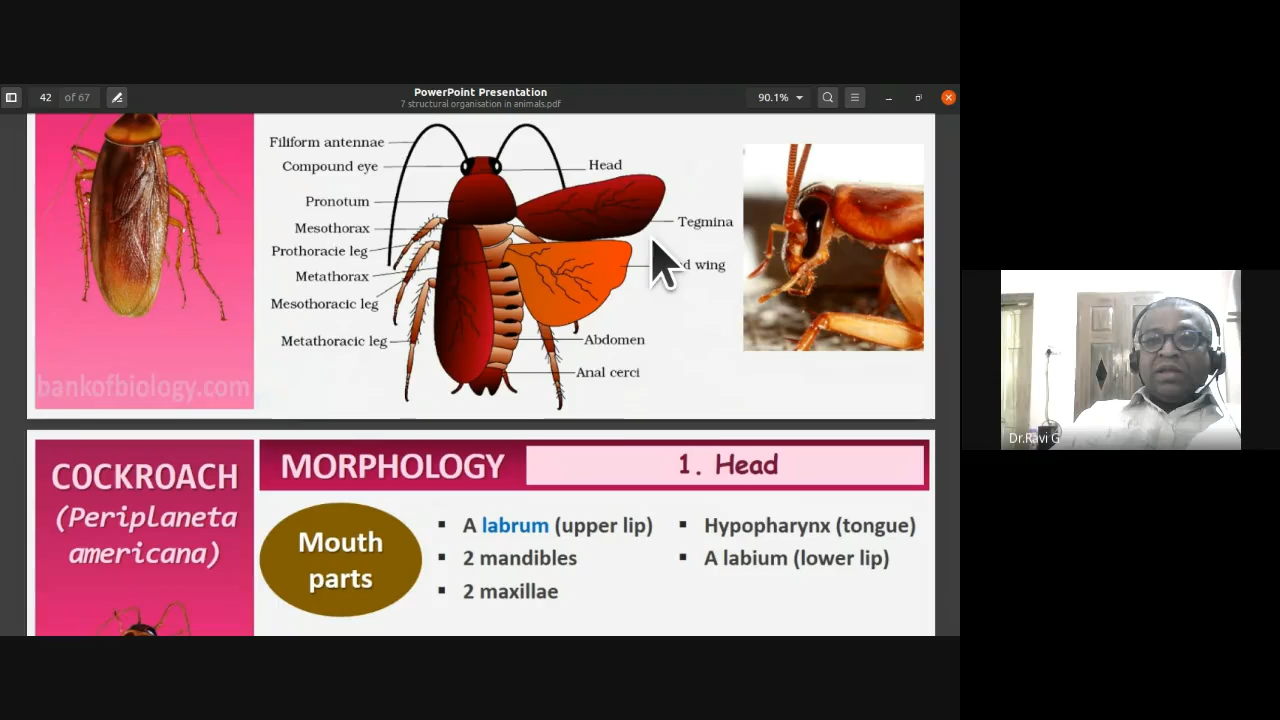 PowerPoint Presentation
42 of 67
7 structural organisation in animals.pdf
90.1%
Filiform antennae
Compound eye
Head
Pronotum
Tegmina
Mesothorax
Prothoracie leg
wing
Metathorax
Mesothoracic leg
Metathoracic leg
Abdomen
Anal cerci
bankofbiology.com
Dr.Ravi G
COCKROACH
(Periplaneta
americana)
MORPHOLOGY
1. Head
Mouth
parts
▪ A labrum (upper lip)
▪ 2 mandibles
▪ 2 maxillae
▪ Hypopharynx (tongue)
▪ A labium (lower lip)